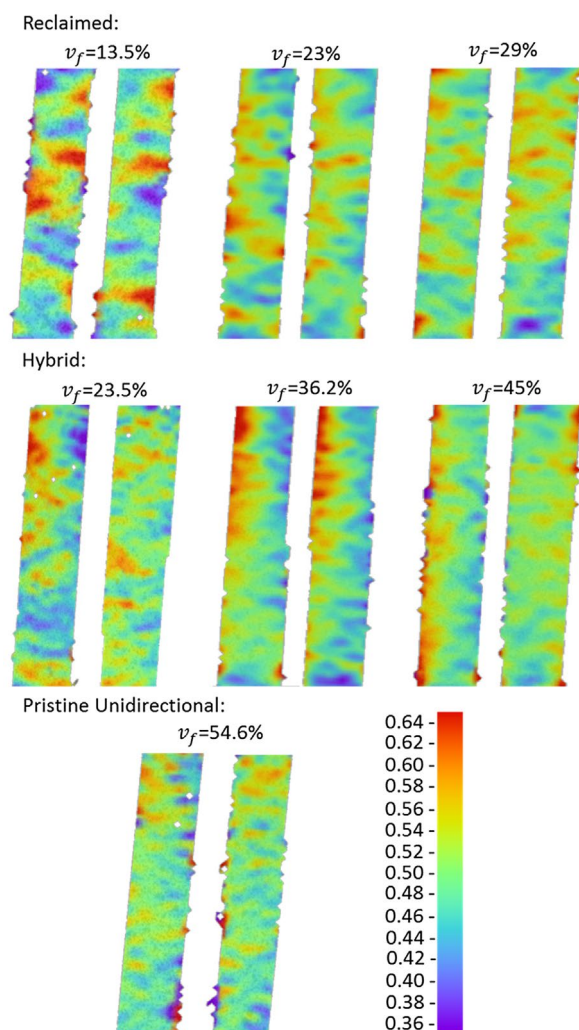 Reclaimed:
v_f=13.5% v_f=23% v_f=29%
Hybrid:
v_f=23.5% v_f=36.2% v_f=45%
Pristine Unidirectional:
v_f=54.6%
0.64 -
0.62 -
0.60 -
0.58 -
0.56 -
0.54 -
0.52 -
0.50 -
0.48 -
0.46 -
0.44 -
0.42 -
0.40 -
0.38 -
0.36 -